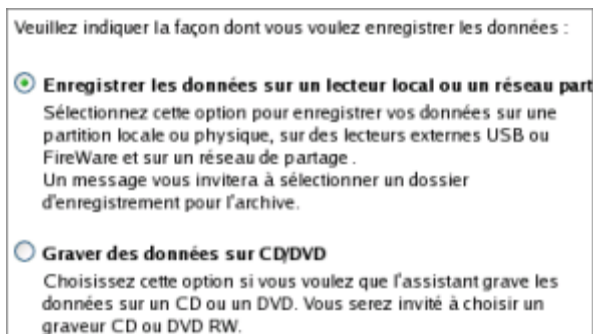 Veuillez indiquer la façon dont vous voulez enregistrer les données :
Enregistrer les données sur un lecteur local ou un réseau part
Sélectionnez cette option pour enregistrer vos données sur une
partition locale ou physique, sur des lecteurs externes USB ou
FireWare et sur un réseau de partage .
Un message vous invitera à sélectionner un dossier
d'enregistrement pour l'archive.
Graver des données sur CD/DVD
Choisissez cette option si vous voulez que l'assistant grave les
données sur un CD ou un DVD. Vous serez invité à choisir un
graveur CD ou DVD RW.